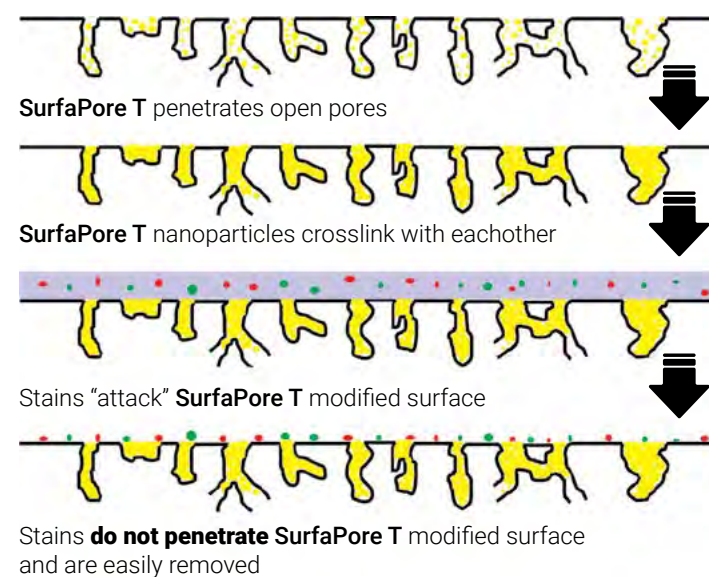 SurfaPore T penetrates open pores
SurfaPore T nanoparticles crosslink with eachother
Stains “attack” SurfaPore T modified surface
Stains do not penetrate SurfaPore T modified surface
and are easily removed